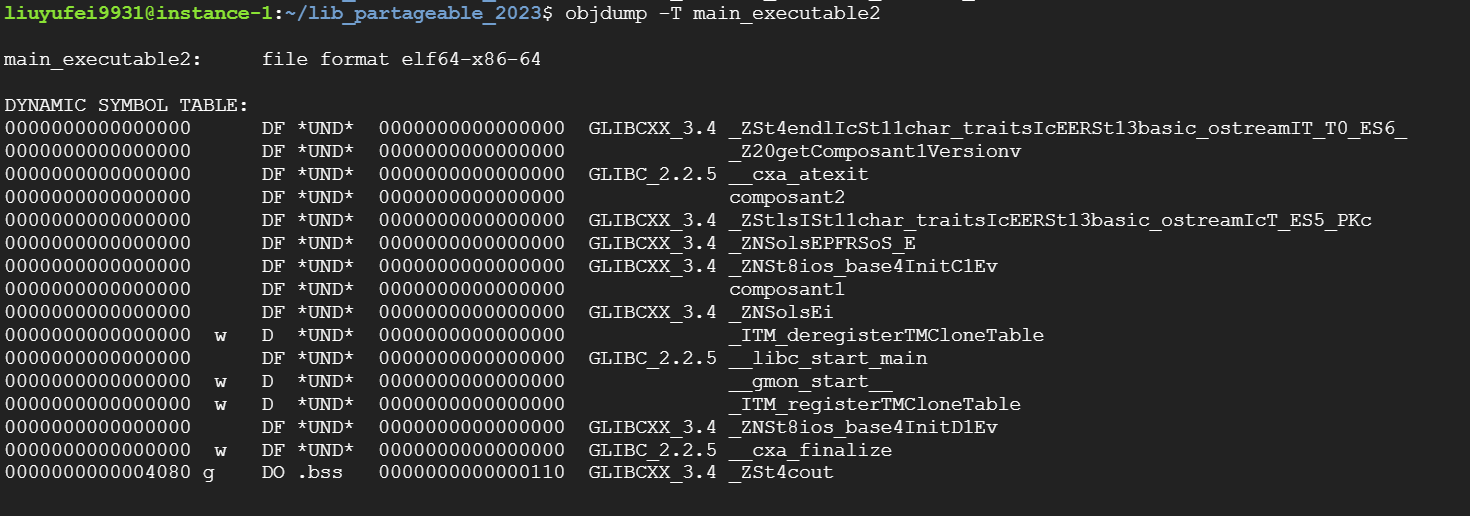 liuyufei9931@instance-1:~/lib_partageable_2023$ objdump -T main_executable2
main_executable2:     file format elf64-x86-64
DYNAMIC SYMBOL TABLE:
0000000000000000      DF *UND*  0000000000000000  GLIBCXX_3.4 _ZSt4endlIcSt11char_traitsIcEERSt13basic_ostreamIT_T0_ES6_
0000000000000000      DF *UND*  0000000000000000              _Z20getComposant1Versionv
0000000000000000      DF *UND*  0000000000000000  GLIBC_2.2.5 __cxa_atexit
0000000000000000      DF *UND*  0000000000000000              composant2
0000000000000000      DF *UND*  0000000000000000  GLIBCXX_3.4 _ZStlsISt11char_traitsIcEERSt13basic_ostreamIcT_ES5_PKc
0000000000000000      DF *UND*  0000000000000000  GLIBCXX_3.4 _ZNSolsEPFRSoS_E
0000000000000000      DF *UND*  0000000000000000  GLIBCXX_3.4 _ZNSt8ios_base4InitC1Ev
0000000000000000      DF *UND*  0000000000000000              composant1
0000000000000000      DF *UND*  0000000000000000  GLIBCXX_3.4 _ZNSolsEi
0000000000000000  w   D  *UND*  0000000000000000              _ITM_deregisterTMCloneTable
0000000000000000      DF *UND*  0000000000000000  GLIBC_2.2.5 __libc_start_main
0000000000000000  w   D  *UND*  0000000000000000              __gmon_start__
0000000000000000  w   D  *UND*  0000000000000000              _ITM_registerTMCloneTable
0000000000000000      DF *UND*  0000000000000000  GLIBCXX_3.4 _ZNSt8ios_base4InitD1Ev
0000000000000000  w   DF *UND*  0000000000000000  GLIBC_2.2.5 __cxa_finalize
0000000000004080 g    DO .bss   0000000000000110  GLIBCXX_3.4 _ZSt4cout